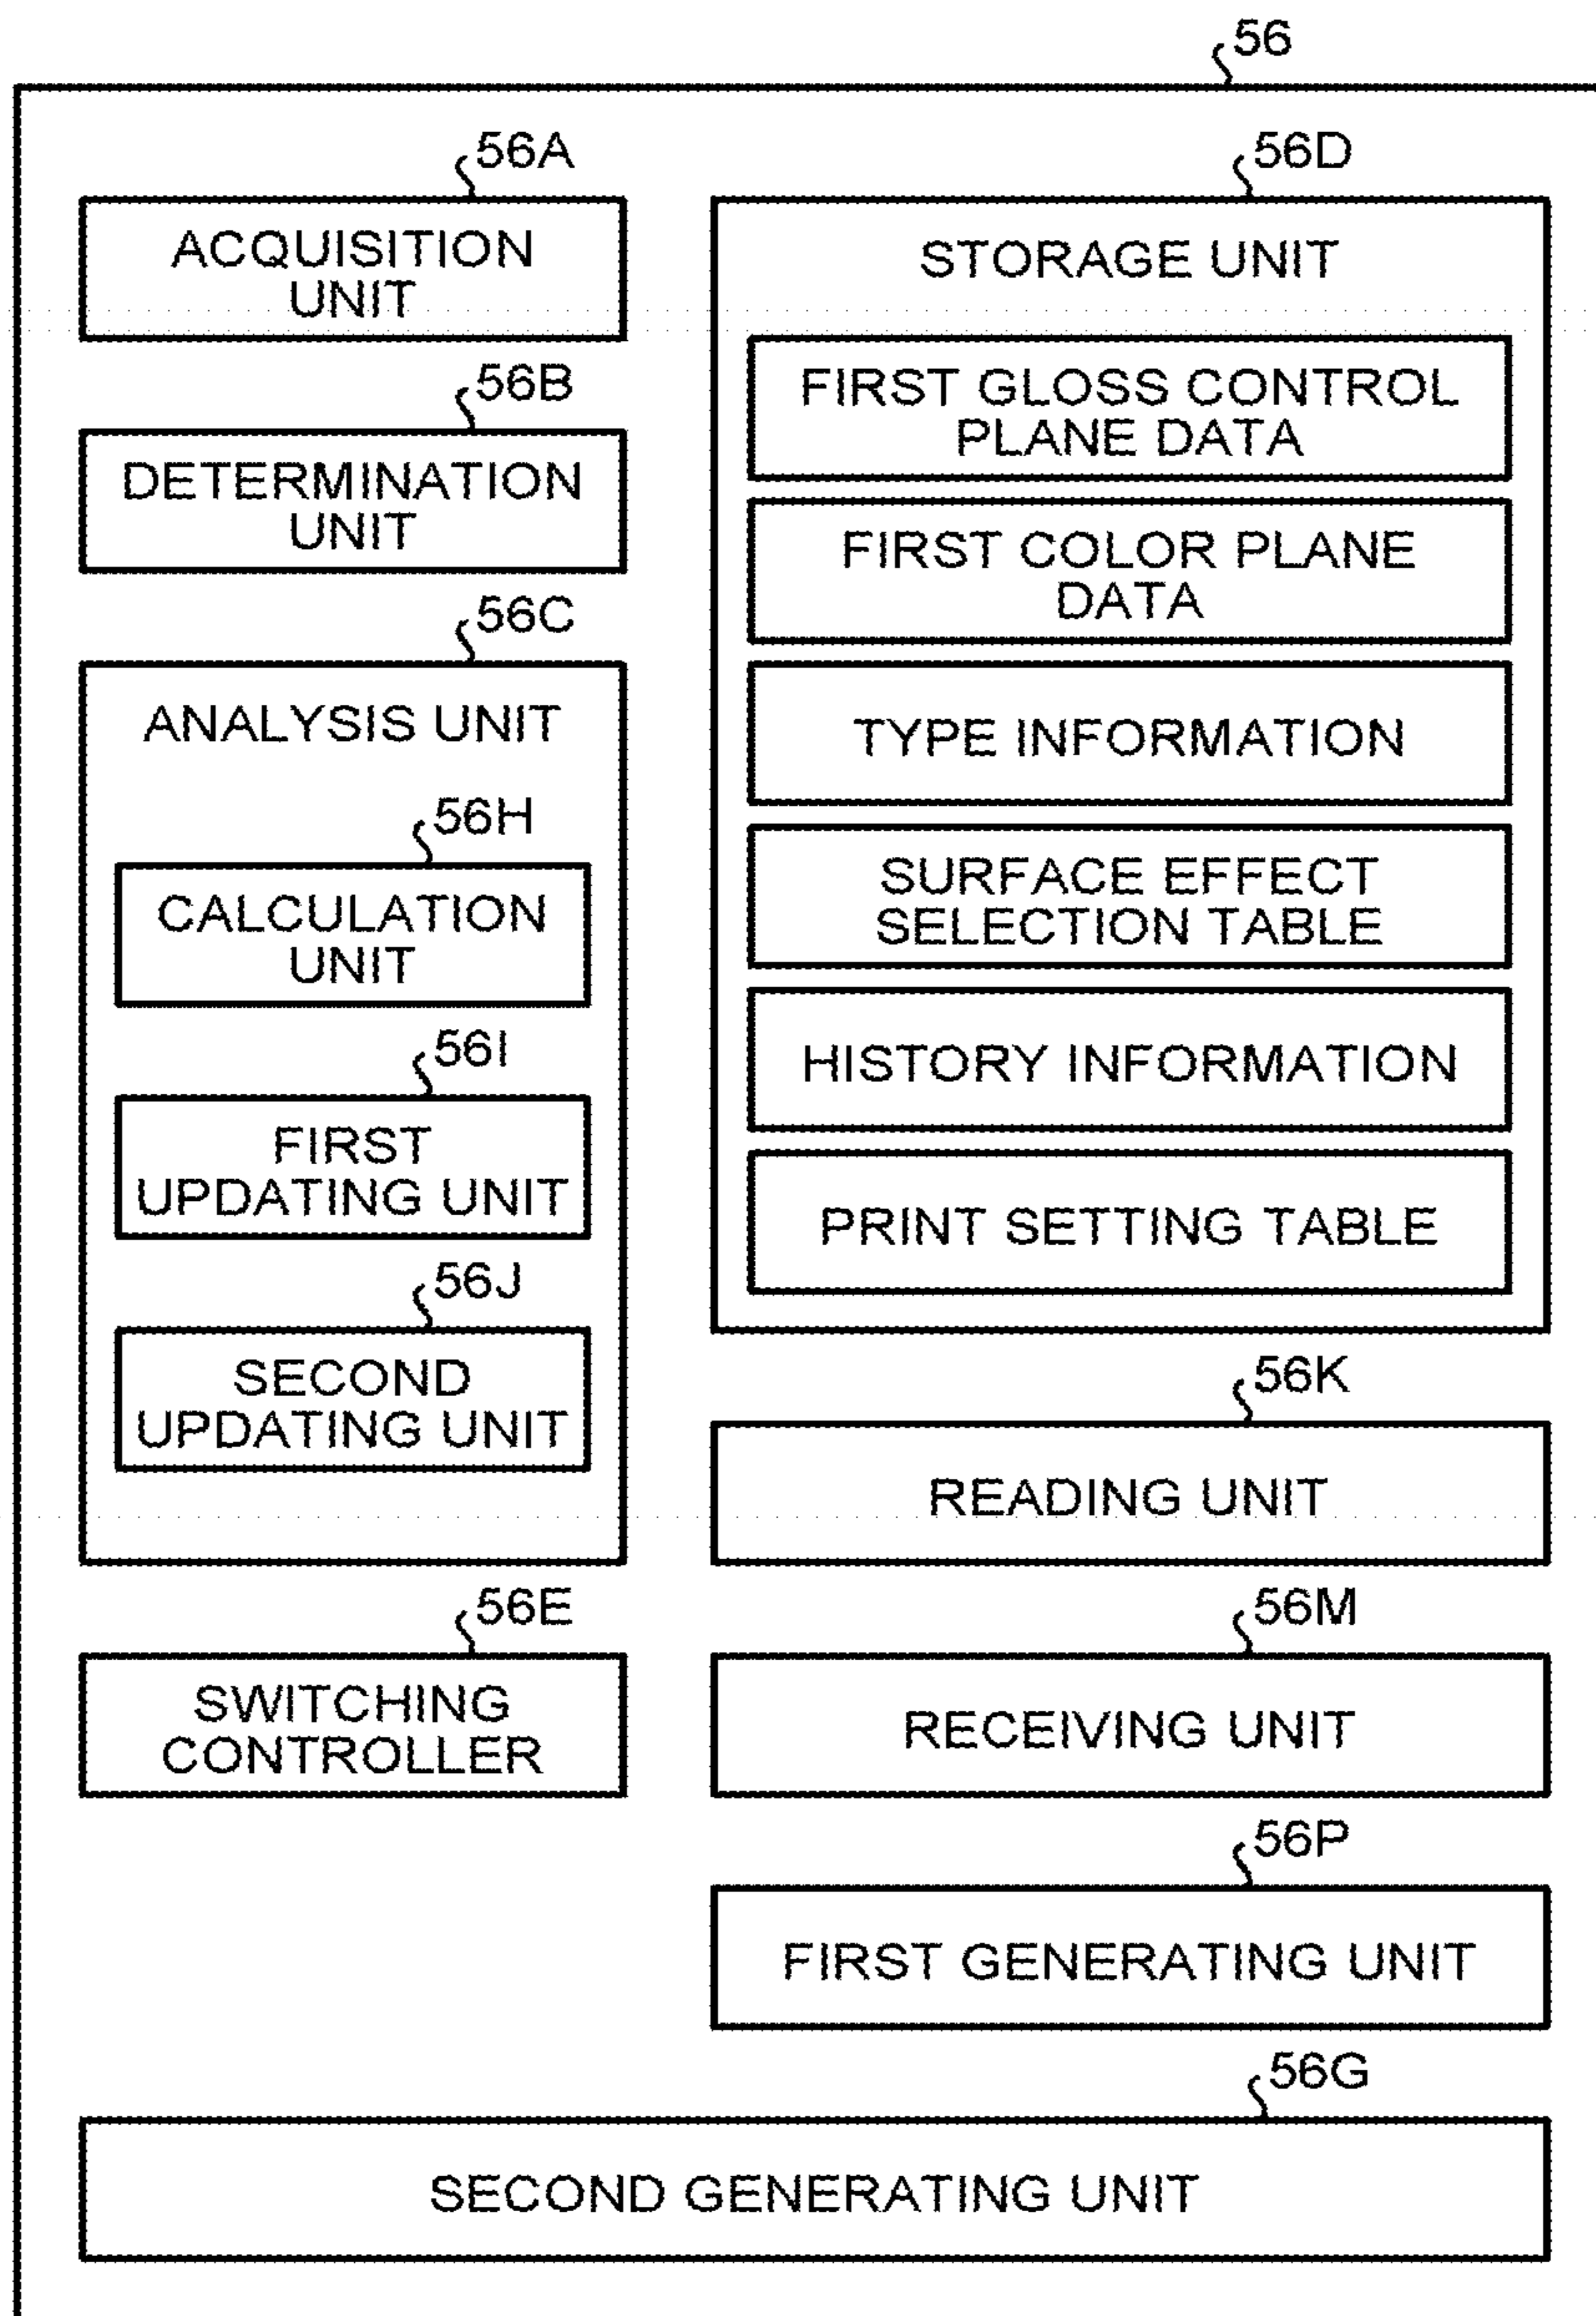 56
56A
ACQUISITION
UNIT
56B
DETERMINATION
UNIT
56C
ANALYSIS UNIT
56H
CALCULATION
UNIT
56I
FIRST
UPDATING UNIT
56J
SECOND
UPDATING UNIT
56E
SWITCHING
CONTROLLER
56D
STORAGE UNIT
FIRST GLOSS CONTROL
PLANE DATA
FIRST COLOR PLANE
DATA
TYPE INFORMATION
SURFACE EFFECT
SELECTION TABLE
HISTORY INFORMATION
PRINT SETTING TABLE
56K
READING UNIT
56M
RECEIVING UNIT
56P
FIRST GENERATING UNIT
56G
SECOND GENERATING UNIT